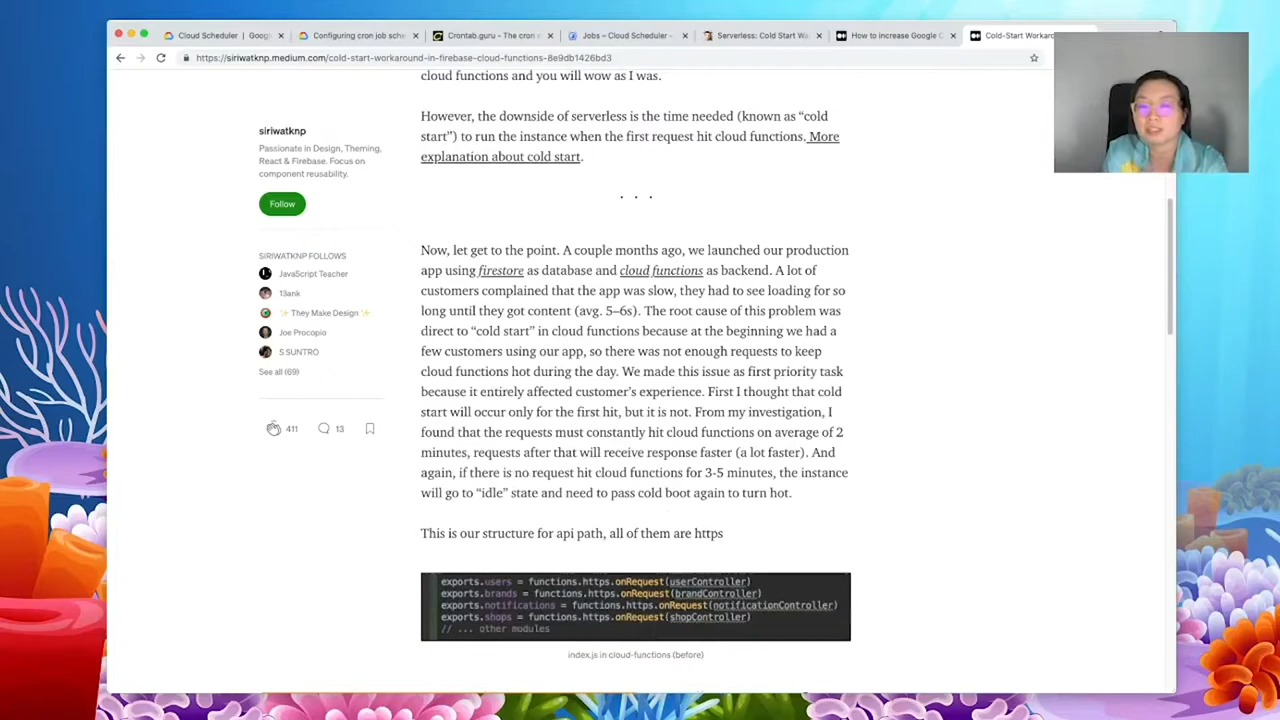 Cloud Scheduler | Googl
Configuring cron job sche
Crontab.guru - The cron s
Jobs – Cloud Scheduler –
Serverless: Cold Start Wa
How to increase Google C
Cold-Start Workaro
https://siriwatknp.medium.com/cold-start-workaround-in-firebase-cloud-functions-8e9db1426bd3
cloud functions and you will wow as I was.
However, the downside of serverless is the time needed (known as “cold
start”) to run the instance when the first request hit cloud functions. More
explanation about cold start.
. . .
siriwatknp
Passionate in Design, Theming,
React & Firebase. Focus on
component reusability.
Follow
SIRIWATKNP FOLLOWS
JavaScript Teacher
13ank
✨ They Make Design ✨
Joe Procopio
S SUNTRO
See all (69)
411
13
Now, let get to the point. A couple months ago, we launched our production
app using firestore as database and cloud functions as backend. A lot of
customers complained that the app was slow, they had to see loading for so
long until they got content (avg. 5–6s). The root cause of this problem was
direct to “cold start” in cloud functions because at the beginning we had a
few customers using our app, so there was not enough requests to keep
cloud functions hot during the day. We made this issue as first priority task
because it entirely affected customer’s experience. First I thought that cold
start will occur only for the first hit, but it is not. From my investigation, I
found that the requests must constantly hit cloud functions on average of 2
minutes, requests after that will receive response faster (a lot faster). And
again, if there is no request hit cloud functions for 3-5 minutes, the instance
will go to “idle” state and need to pass cold boot again to turn hot.
This is our structure for api path, all of them are https
exports.users = functions.https.onRequest(userController)
exports.brands = functions.https.onRequest(brandController)
exports.notifications = functions.https.onRequest(notificationController)
exports.shops = functions.https.onRequest(shopController)
// ... other modules
index.js in cloud-functions (before)